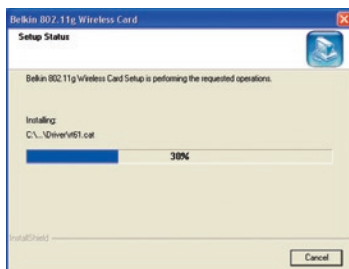 Belkin 802.11g Wireless Card
Setup Status
Belkin 802.11g Wireless Card Setup is performing the requested operations.
Installing:
C:\...\Driver\rt61.cat
30%
InstallShield
Cancel